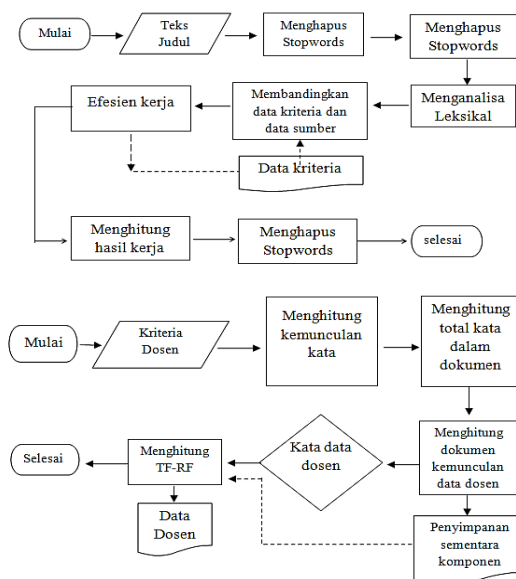 Mulai
Teks
Judul
Menghapus
Stopwords
Menghapus
Stopwords
Menganalisa
Leksikal
Membandingkan
data kriteria dan
data sumber
Efesien kerja
Data kriteria
Menghitung
hasil kerja
Menghapus
Stopwords
selesai
Mulai
Kriteria
Dosen
Menghitung
kemunculan
kata
Menghitung
total kata
dalam
dokumen
Menghitung
dokumen
kemunculan
data dosen
Kata data
dosen
Menghitung
TF-RF
Selesai
Data
Dosen
Penyimpanan
sementara
komponen